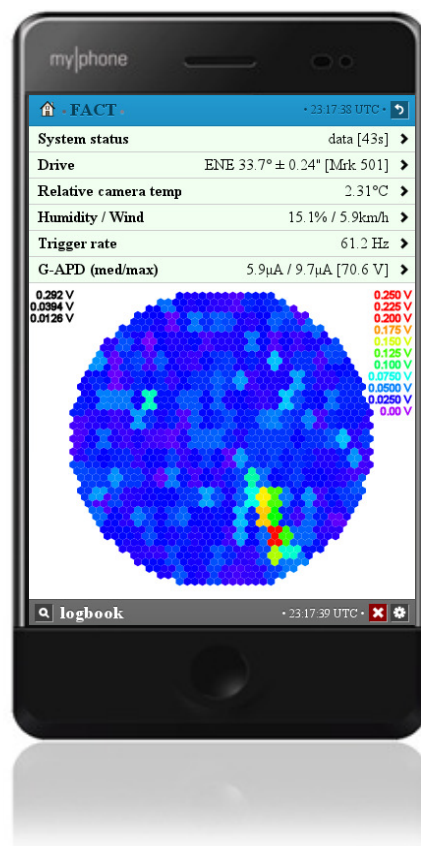 my|phone
· FACT ·
· 23:17:38 UTC ·
System status data [43s]
Drive ENE 33.7° ± 0.24" [Mrk 501]
Relative camera temp 2.31°C
Humidity / Wind 15.1% / 5.9km/h
Trigger rate 61.2 Hz
G-APD (med/max) 5.9µA / 9.7µA [70.6 V]
0.292 V
0.0394 V
0.0126 V
0.250 V
0.225 V
0.200 V
0.175 V
0.150 V
0.125 V
0.100 V
0.0750 V
0.0500 V
0.0250 V
0.00 V
logbook · 23:17:39 UTC ·